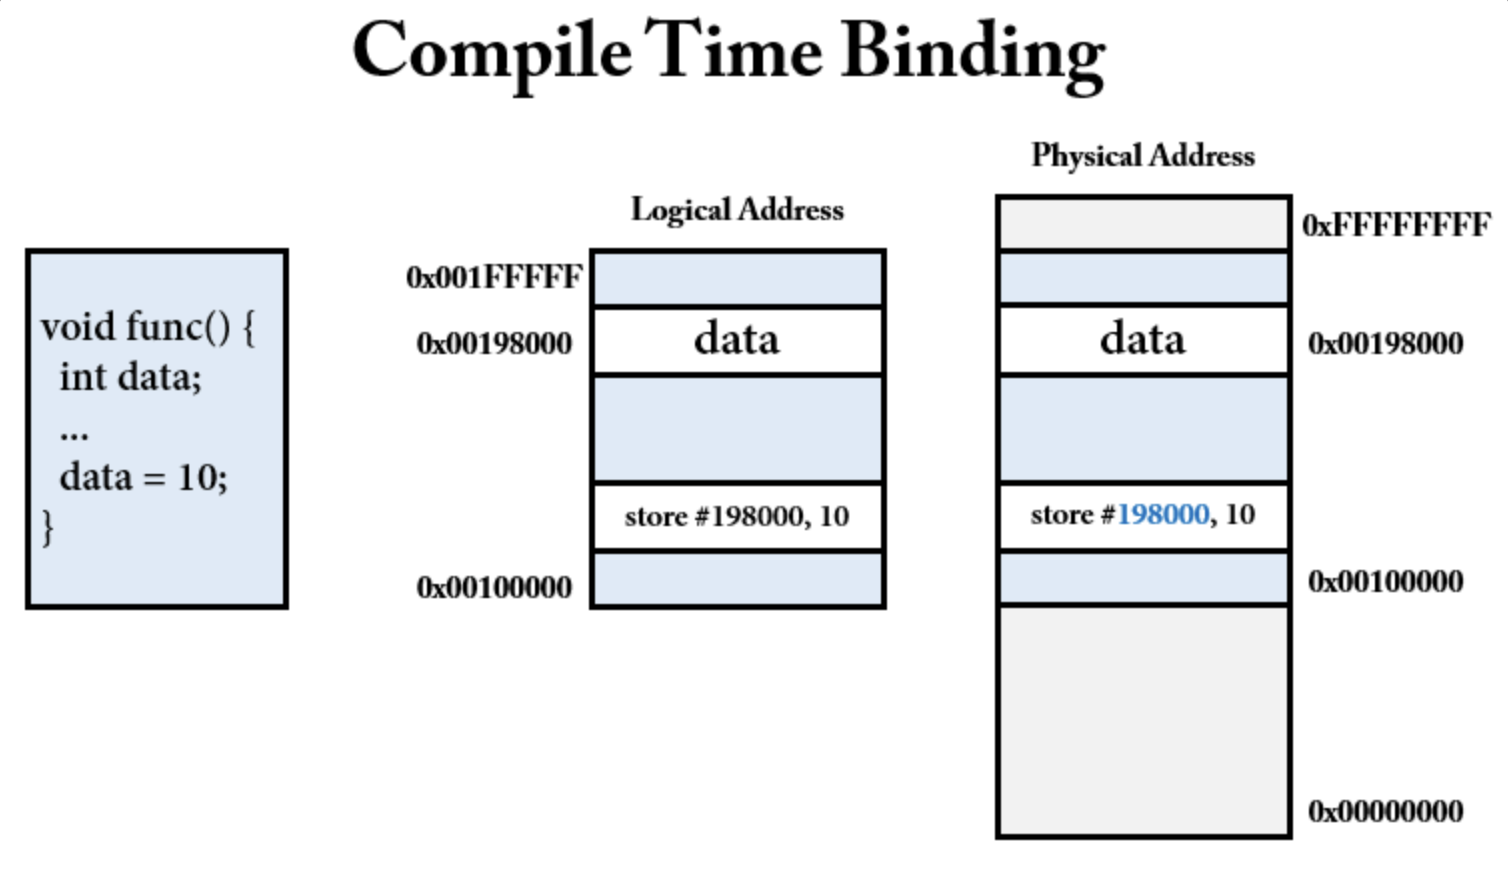 Compile Time Binding
void func() {
int data;
...
data = 10;
}
Logical Address
0x001FFFFF
0x00198000
data
store #198000, 10
0x00100000
Physical Address
0xFFFFFFFF
data
0x00198000
store #198000, 10
0x00100000
0x00000000